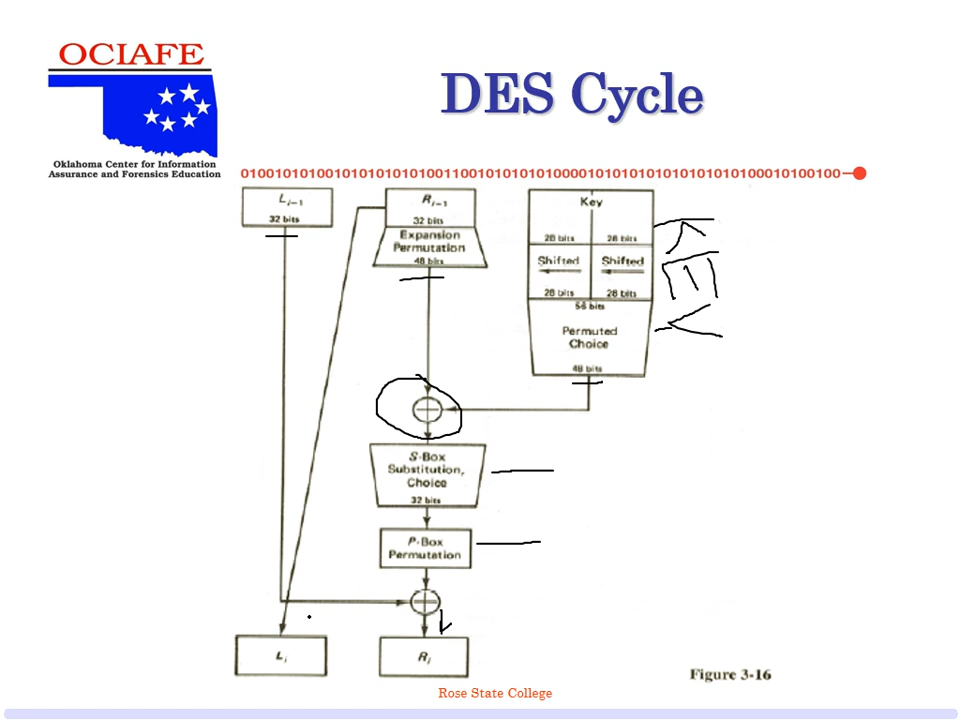 OCIAFE
Oklahoma Center for Information
Assurance and Forensics Education
DES Cycle
01001010100101010101010011001010101010000101010101010101010100010100100
L i-1
32 bits
R i-1
32 bits
Expansion
Permutation
48 bits
Key
28 bits 28 bits
Shifted Shifted
28 bits 28 bits
56 bits
Permuted
Choice
48 bits
KEY
S-Box
Substitution,
Choice
32 bits
P-Box
Permutation
L i
R i
Figure 3-16
Rose State College